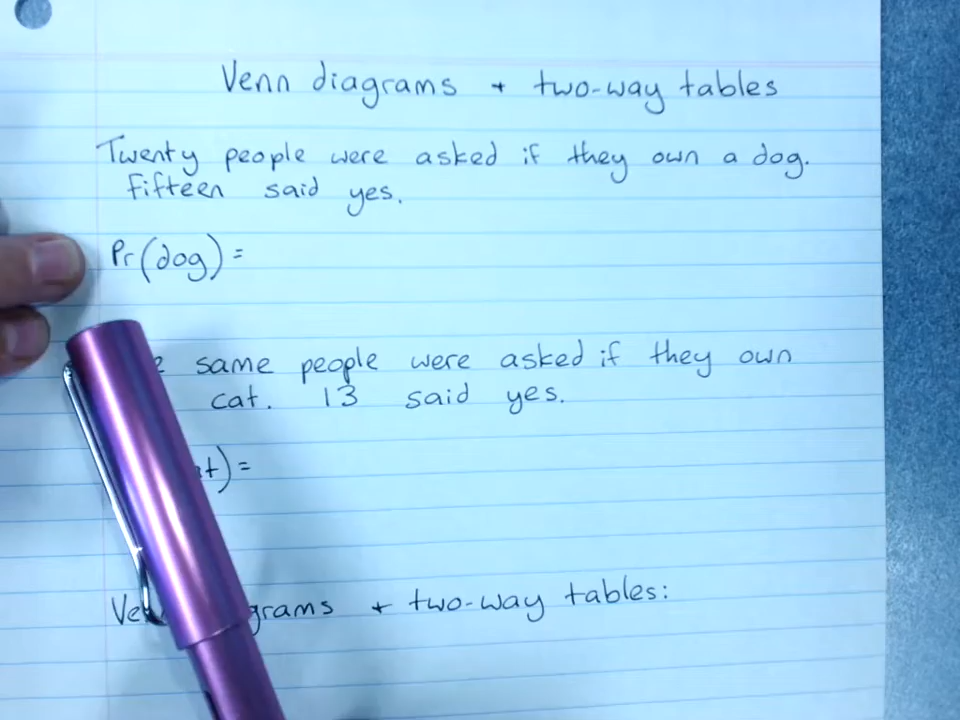 Venn diagrams + two-way tables
Twenty people were asked if they own a dog.
Fifteen said yes.
Pr(dog) =
same people were asked if they own
cat. 13 said yes.
t) =
Ve grams + two-way tables: